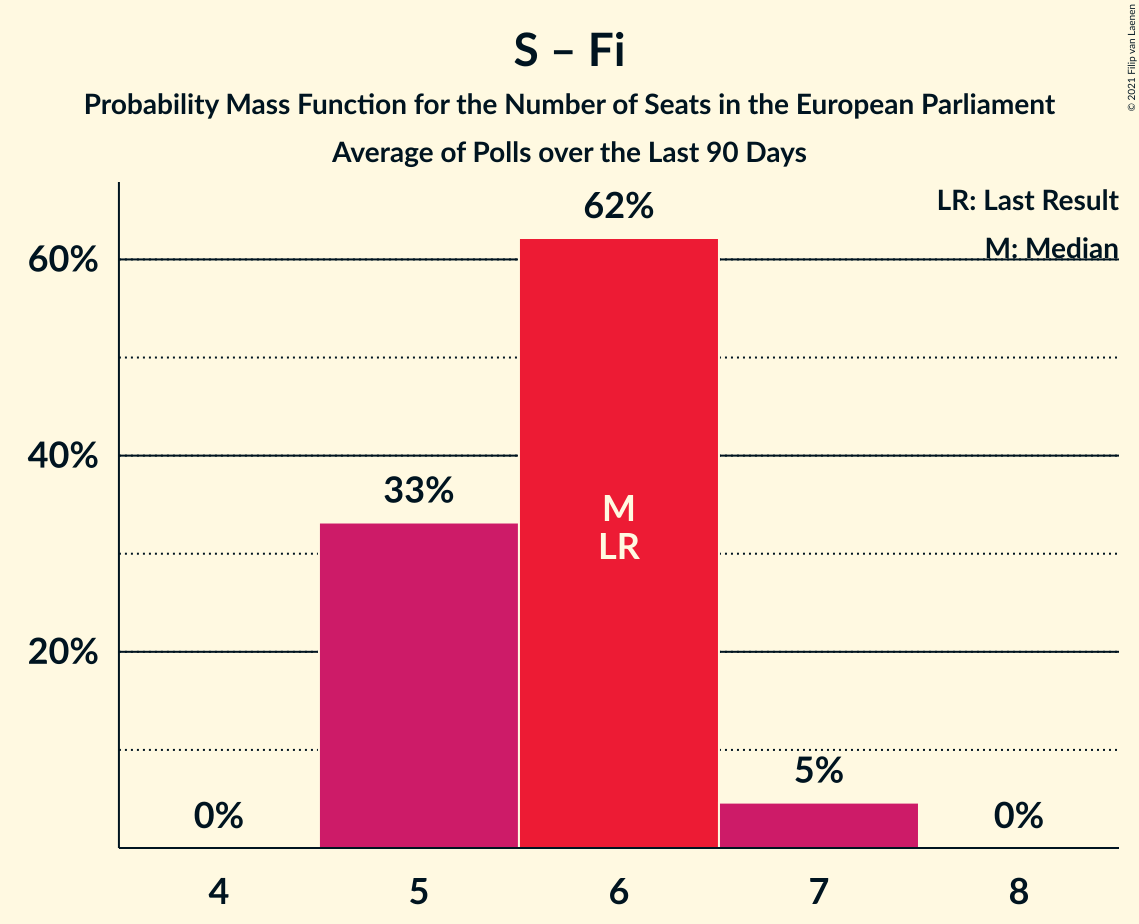 S – Fi
Probability Mass Function for the Number of Seats in the European Parliament
Average of Polls over the Last 90 Days
© 2021 Filip van Laenen
LR: Last Result
M: Median
62%
60%
40%
33%
M
LR
20%
5%
0%
0%
4
5
6
7
8